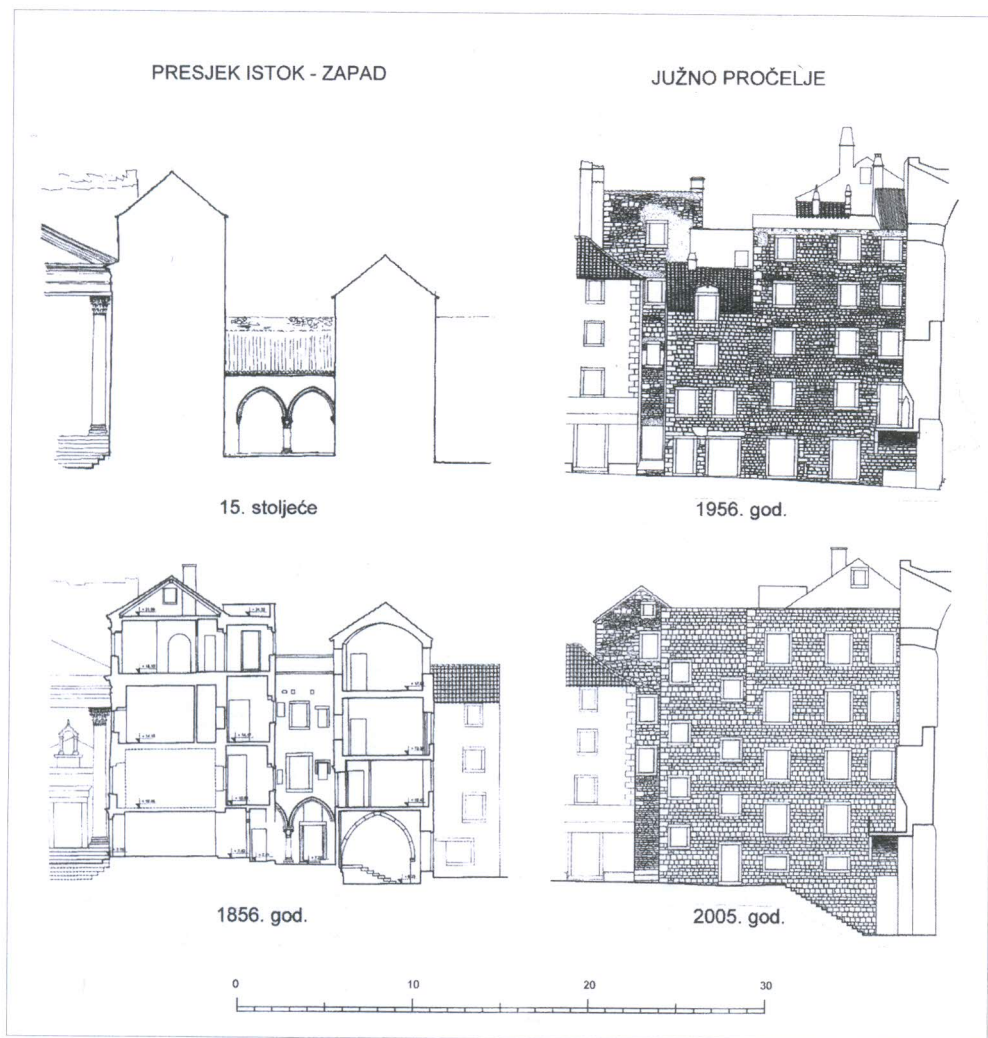 PRESJEK ISTOK - ZAPAD
JUŽNO PROČELJE
15. stoljeće
1956. god.
1856. god.
2005. god.
0 10 20 30